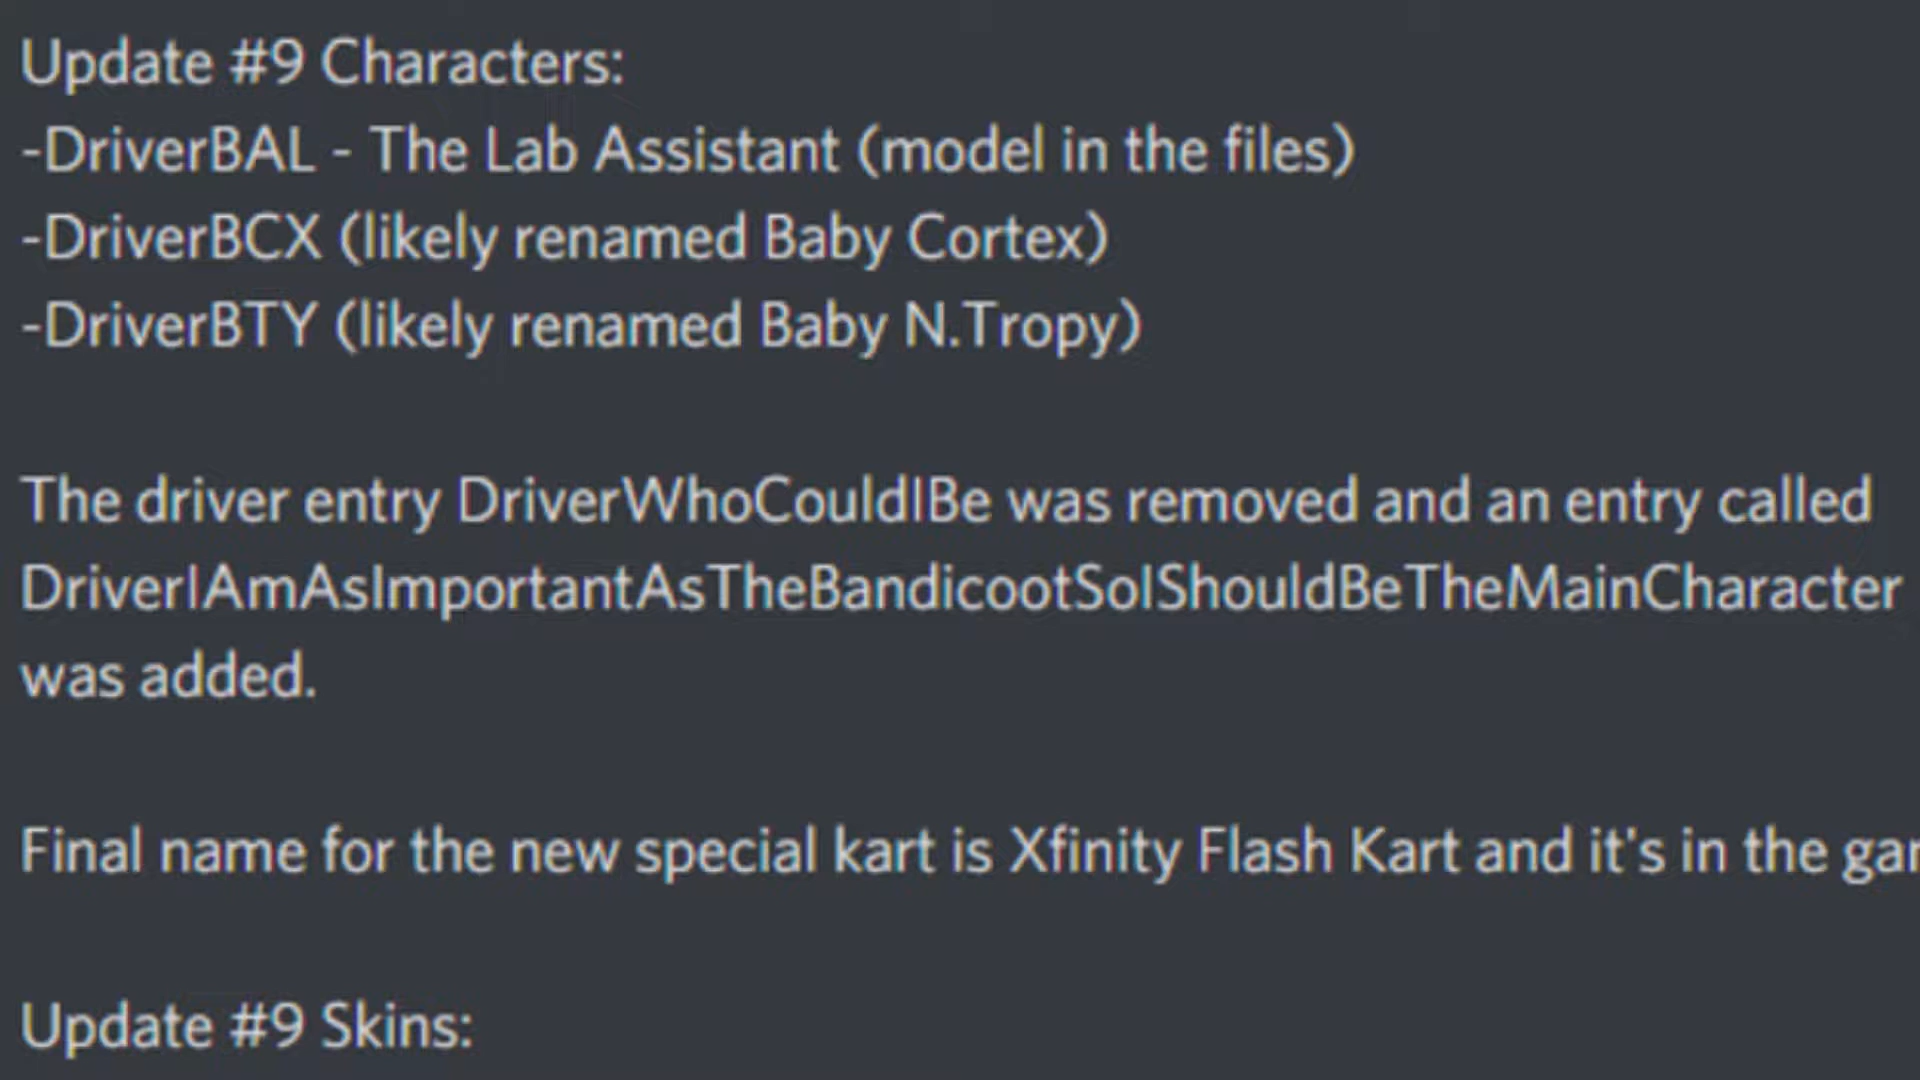 Update #9 Characters:
-DriverBAL - The Lab Assistant (model in the files)
-DriverBCX (likely renamed Baby Cortex)
-DriverBTY (likely renamed Baby N.Tropy)
The driver entry DriverWhoCouldIBe was removed and an entry called
DriverIAmAsImportantAsTheBandicootSoIShouldBeTheMainCharacter
was added.
Final name for the new special kart is Xfinity Flash Kart and it's in the
Update #9 Skins: